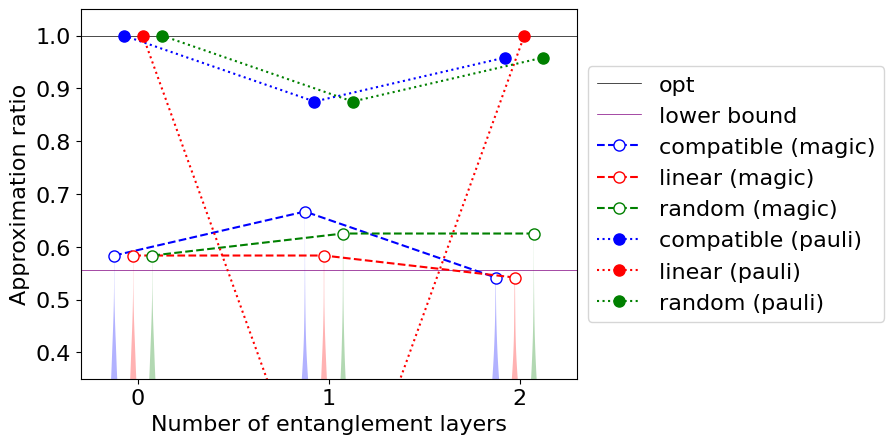 1.0
0.9
0.8
0.7
0.6
0.5
0.4
Approximation ratio
0 1 2
Number of entanglement layers
opt
lower bound
compatible (magic)
linear (magic)
random (magic)
compatible (pauli)
linear (pauli)
random (pauli)